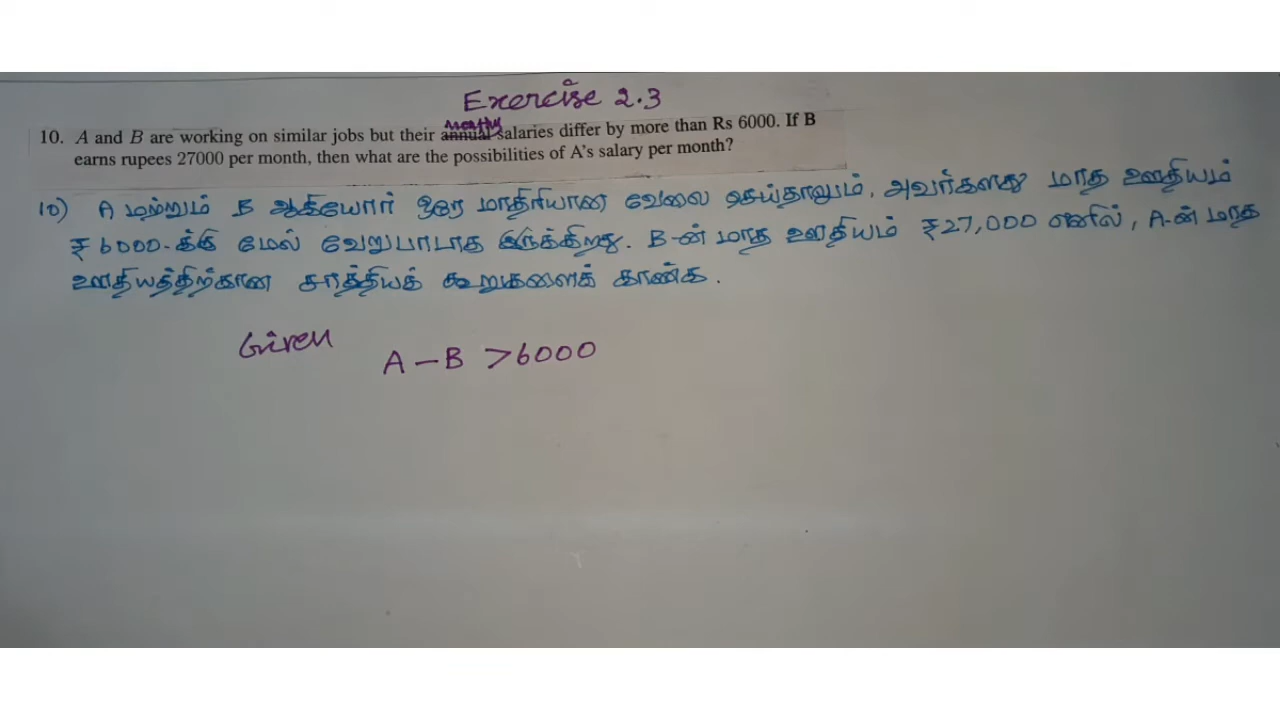 Exercise 2.3
monthly
10. A and B are working on similar jobs but their annual salaries differ by more than Rs 6000. If B
earns rupees 27000 per month, then what are the possibilities of A's salary per month?
10) A மற்றும் B ஆகியோர் ஒரே மாதிரியான வேலை செய்தாலும், அவர்களது மாத ஊதியம்
₹ 6000-க்கு மேல் வேறுபாடாக இருக்கிறது. B-ன் மாத ஊதியம் ₹27,000 எனில், A-ன் மாத
ஊதியத்திற்கான சாத்தியக் கூறுகளைக் காண்க.
Given
A - B > 6000